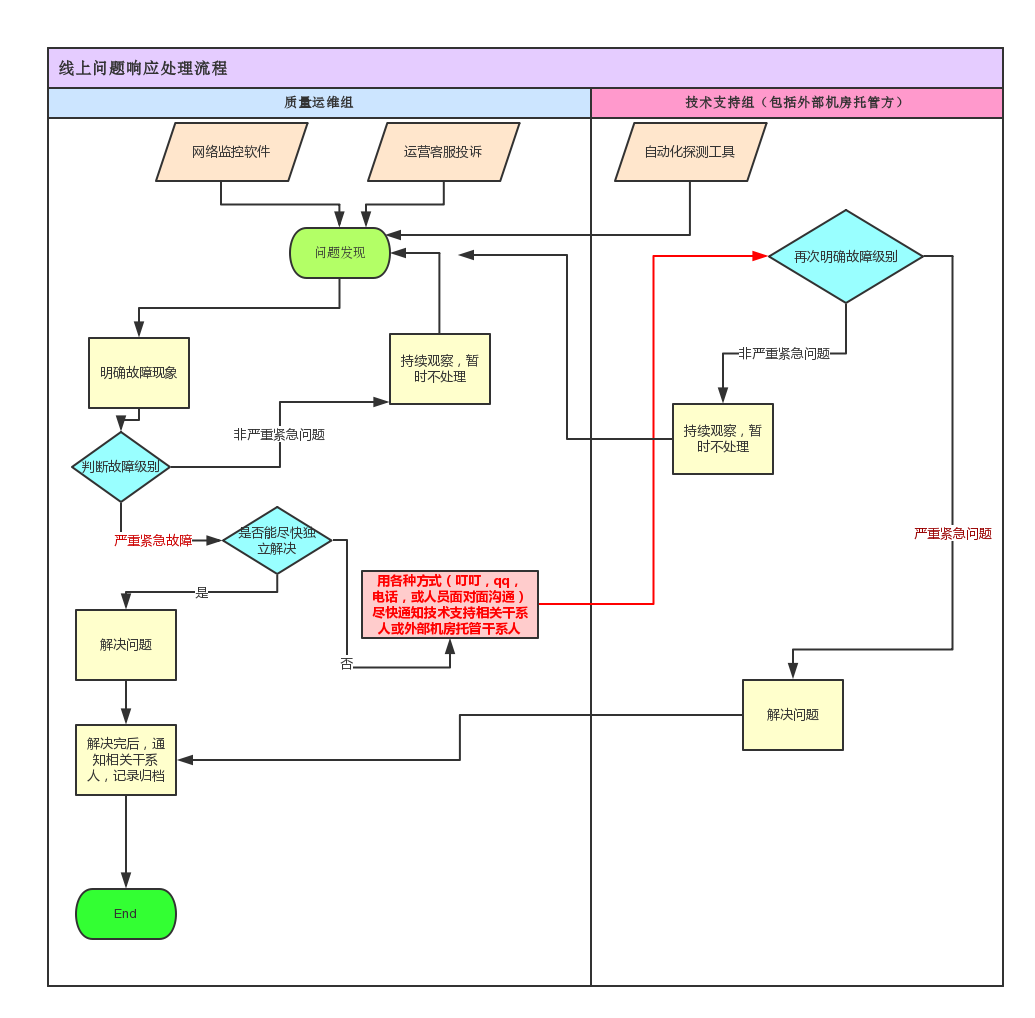 线上问题响应处理流程
质量运维组
技术支持组（包括外部机房托管方）
网络监控软件
运营客服投诉
自动化探测工具
问题发现
再次明确故障级别
明确故障现象
持续观察，暂
时不处理
非严重紧急问题
持续观察，暂
时不处理
非严重紧急问题
判断故障级别
严重紧急故障
是否能尽快独
立解决
严重紧急问题
是
用各种方式（叮叮，qq，
电话，或人员面对面沟通）
尽快通知技术支持相关干系
人或外部机房托管干系人
否
解决问题
解决问题
解决完后，通
知相关干系
人，记录归档
End